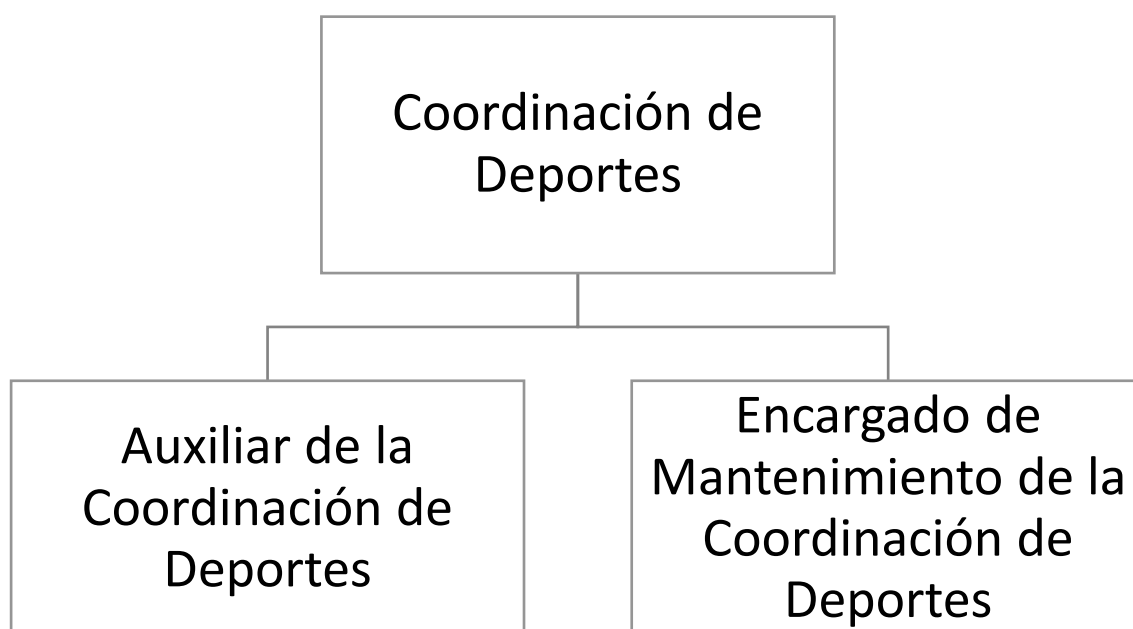 Coordinación de
Deportes
Auxiliar de la
Coordinación de
Deportes
Encargado de
Mantenimiento de la
Coordinación de
Deportes